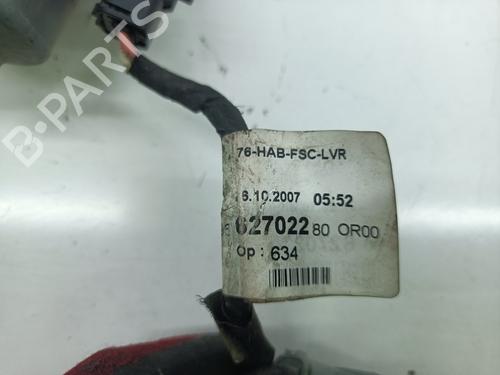 B-PARTS
76-HAB-FSC-LVR
6.10.2007 05:52
627022 80 OR00
Op : 634